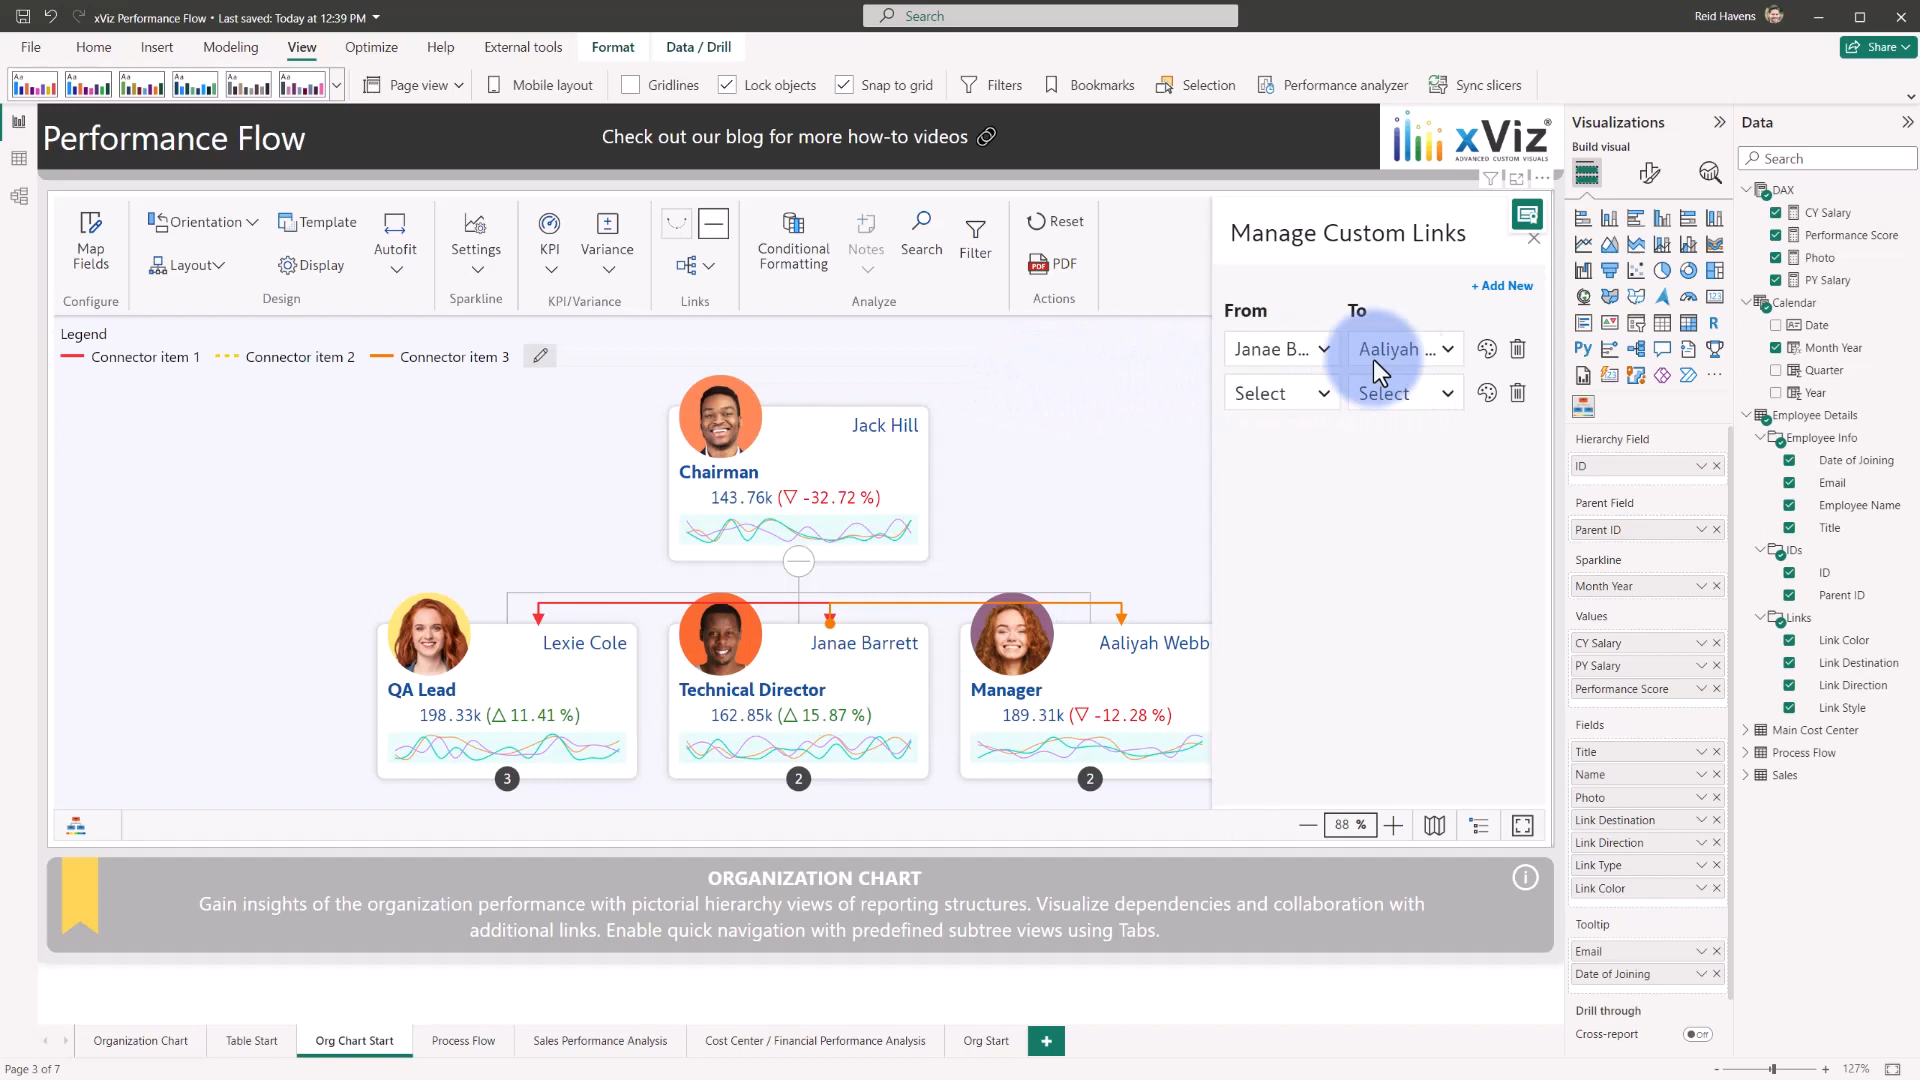 xViz Performance Flow • Last saved: Today at 12:39 PM
Search
Reid Havens
File
Home
Insert
Modeling
View
Optimize
Help
External tools
Format
Data / Drill
Share
Aa
Aa
Aa
Aa
Aa
Aa
Page view
Mobile layout
Gridlines
Lock objects
Snap to grid
Filters
Bookmarks
Selection
Performance analyzer
Sync slicers
Performance Flow
Check out our blog for more how-to videos
xViz®
ADVANCED CUSTOM VISUALS
Map
Fields
Configure
Orientation
Template
Layout
Display
Autofit
Design
Settings
Sparkline
KPI
Variance
KPI/Variance
Links
Conditional
Formatting
Notes
Search
Filter
Analyze
Reset
PDF
Actions
Legend
Connector item 1
Connector item 2
Connector item 3
Jack Hill
Chairman
143.76k (▽ -32.72 %)
Lexie Cole
QA Lead
198.33k (△ 11.41 %)
3
Janae Barrett
Technical Director
162.85k (△ 15.87 %)
2
Aaliyah Webb
Manager
189.31k (▽ -12.28 %)
2
Manage Custom Links
+ Add New
From
To
Janae B...
Aaliyah ...
Select
Select
88 %
ORGANIZATION CHART
Gain insights of the organization performance with pictorial hierarchy views of reporting structures. Visualize dependencies and collaboration with
additional links. Enable quick navigation with predefined subtree views using Tabs.
Organization Chart
Table Start
Org Chart Start
Process Flow
Sales Performance Analysis
Cost Center / Financial Performance Analysis
Org Start
+
Page 3 of 7
- + 127%
Visualizations
Build visual
123
R
Py
Hierarchy Field
ID
Parent Field
Parent ID
Sparkline
Month Year
Values
CY Salary
PY Salary
Performance Score
Fields
Title
Name
Photo
Link Destination
Link Direction
Link Type
Link Color
Tooltip
Email
Date of Joining
Drill through
Cross-report
Off
Data
Search
DAX
CY Salary
Performance Score
Photo
PY Salary
Calendar
Date
Month Year
Quarter
Year
Employee Details
Employee Info
Date of Joining
Email
Employee Name
Title
IDs
ID
Parent ID
Links
Link Color
Link Destination
Link Direction
Link Style
Main Cost Center
Process Flow
Sales